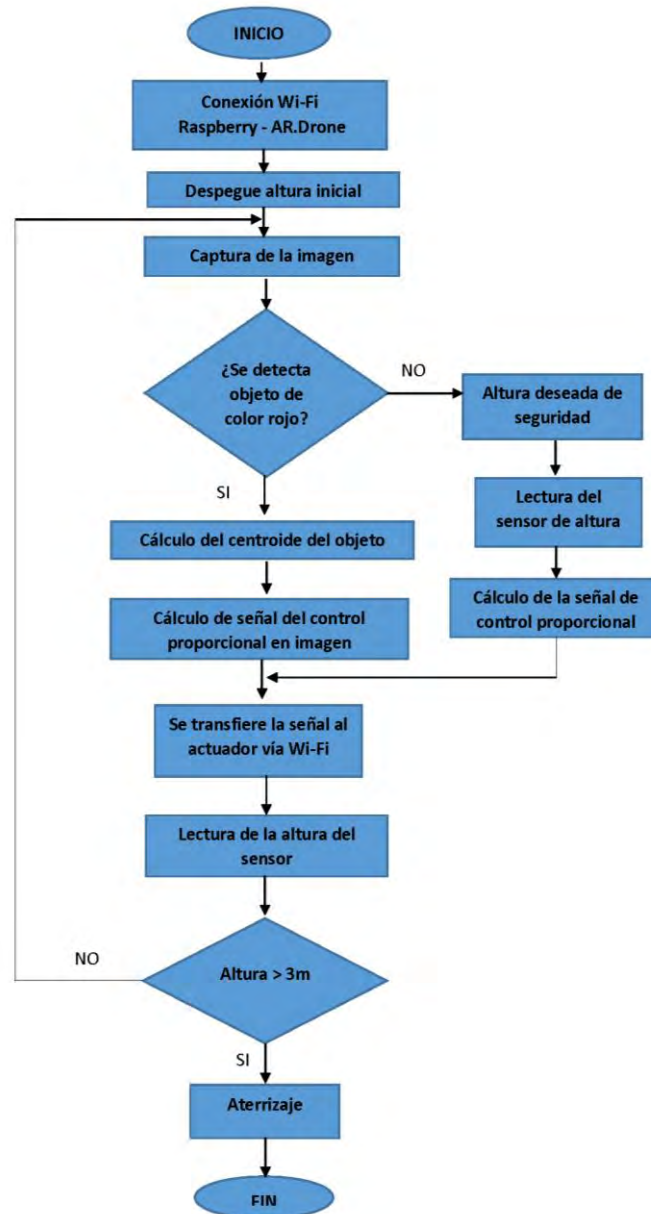 INICIO
Conexión Wi-Fi
Raspberry - AR.Drone
Despegue altura inicial
Captura de la imagen
¿Se detecta
objeto de
color rojo?
NO
Altura deseada de
seguridad
Lectura del
sensor de altura
Cálculo de la señal de
control proporcional
SI
Cálculo del centroide del objeto
Cálculo de señal del control
proporcional en imagen
Se transfiere la señal al
actuador vía Wi-Fi
Lectura de la altura del
sensor
NO
Altura > 3m
SI
Aterrizaje
FIN